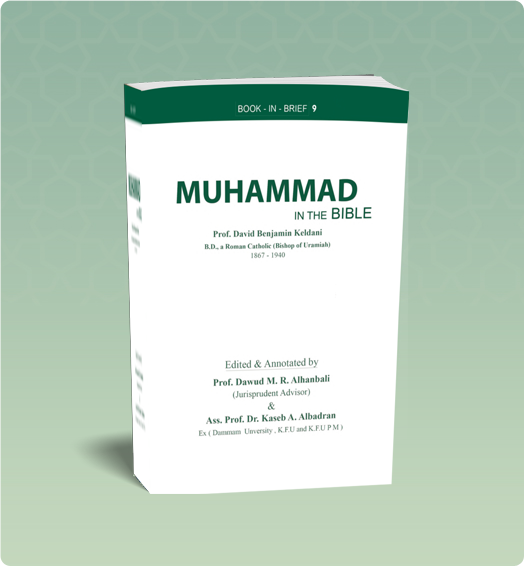 BOOK - IN - BRIEF 9
MUHAMMAD
IN THE BIBLE
Prof. David Benjamin Keldani
B.D., a Roman Catholic (Bishop of Uramiah)
1867 - 1940
Edited & Annotated by
Prof. Dawud M. R. Alhanbali
(Jurisprudent Advisor)
&
Ass. Prof. Dr. Kaseb A. Albadran
Ex ( Dammam Unversity , K.F.U and K.F.U P M )